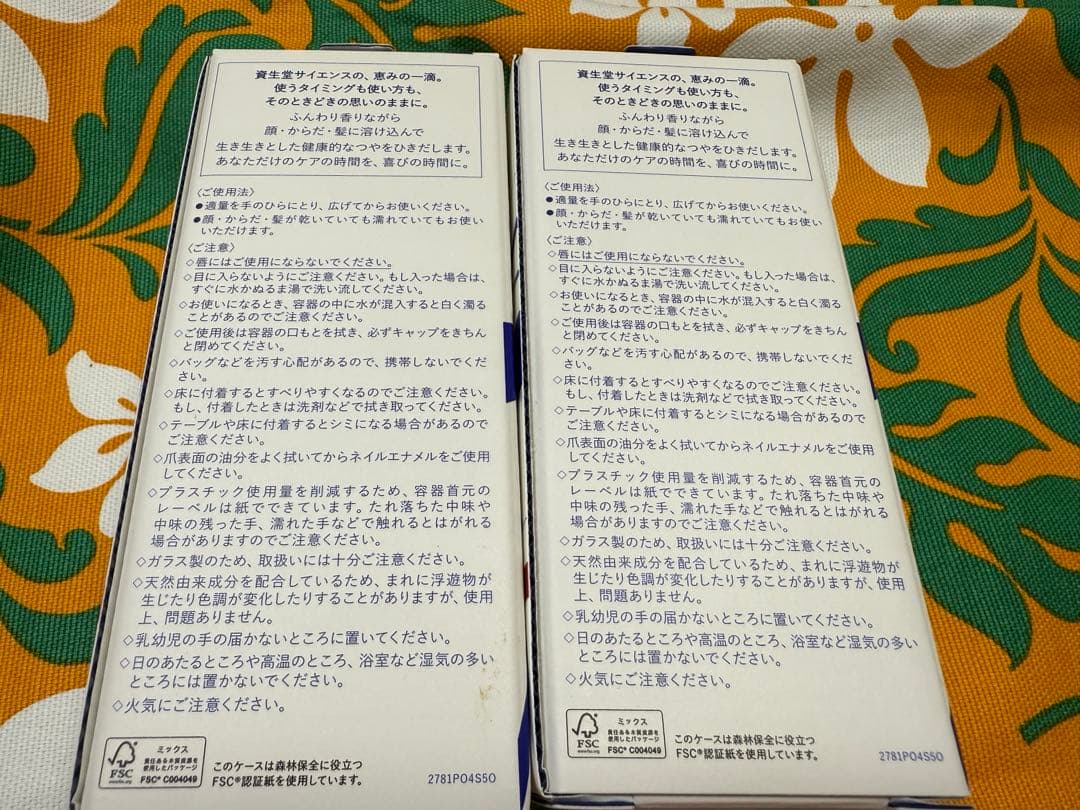 資生堂サイエンスの、恵みの一滴。
使うタイミングも使い方も、
そのときどきの思いのままに。
ふんわり香りながら
顔・からだ・髪に溶け込んで
生き生きとした健康的なつやをひきだします。
あなただけのケアの時間を、喜びの時間に。
〈ご使用法〉
●適量を手のひらにとり、広げてからお使いください。
●顔・からだ・髪が乾いていても濡れていてもお使い
いただけます。
〈ご注意〉
◇唇にはご使用にならないでください。
◇目に入らないようにご注意ください。もし入った場合は、
すぐに水かぬるま湯で洗い流してください。
◇お使いになるとき、容器の中に水が混入すると白く濁る
ことがあるのでご注意ください。
◇ご使用後は容器の口もとを拭き、必ずキャップをきちん
と閉めてください。
◇バッグなどを汚す心配があるので、携帯しないでくだ
さい。
◇床に付着するとすべりやすくなるのでご注意ください。
もし、付着したときは洗剤などで拭き取ってください。
◇テーブルや床に付着するとシミになる場合があるので
ご注意ください。
◇爪表面の油分をよく拭いてからネイルエナメルをご使用
してください。
◇プラスチック使用量を削減するため、容器首元の
レーベルは紙でできています。たれ落ちた中味や
中味の残った手、濡れた手などで触れるとはがれる
場合がありますのでご注意ください。
◇ガラス製のため、取扱いには十分ご注意ください。
◇天然由来成分を配合しているため、まれに浮遊物が
生じたり色調が変化したりすることがありますが、使用
上、問題ありません。
◇乳幼児の手の届かないところに置いてください。
◇日のあたるところや高温のところ、浴室など湿気の多い
ところには置かないでください。
◇火気にご注意ください。
FSC
www.fsc.org
ミックス
責任ある木質資源を
使用したパッケージ
FSC® C004049
このケースは森林保全に役立つ
FSC®認証紙を使用しています。
2781P04S50
資生堂サイエンスの、恵みの一滴。
使うタイミングも使い方も、
そのときどきの思いのままに。
ふんわり香りながら
顔・からだ・髪に溶け込んで
生き生きとした健康的なつやをひきだします。
あなただけのケアの時間を、喜びの時間に。
〈ご使用法〉
●適量を手のひらにとり、広げてからお使いください。
●顔・からだ・髪が乾いていても濡れていてもお使い
いただけます。
〈ご注意〉
◇唇にはご使用にならないでください。
◇目に入らないようにご注意ください。もし入った場合は、
すぐに水かぬるま湯で洗い流してください。
◇お使いになるとき、容器の中に水が混入すると白く濁る
ことがあるのでご注意ください。
◇ご使用後は容器の口もとを拭き、必ずキャップをきちん
と閉めてください。
◇バッグなどを汚す心配があるので、携帯しないでくだ
さい。
◇床に付着するとすべりやすくなるのでご注意ください。
もし、付着したときは洗剤などで拭き取ってください。
◇テーブルや床に付着するとシミになる場合があるので
ご注意ください。
◇爪表面の油分をよく拭いてからネイルエナメルをご使用
してください。
◇プラスチック使用量を削減するため、容器首元の
レーベルは紙でできています。たれ落ちた中味や
中味の残った手、濡れた手などで触れるとはがれる
場合がありますのでご注意ください。
◇ガラス製のため、取扱いには十分ご注意ください。
◇天然由来成分を配合しているため、まれに浮遊物が
生じたり色調が変化したりすることがありますが、使用
上、問題ありません。
◇乳幼児の手の届かないところに置いてください。
◇日のあたるところや高温のところ、浴室など湿気の多い
ところには置かないでください。
◇火気にご注意ください。
FSC
www.fsc.org
ミックス
責任ある木質資源を
使用したパッケージ
FSC® C004049
このケースは森林保全に役立つ
FSC®認証紙を使用しています。
2781P04S50